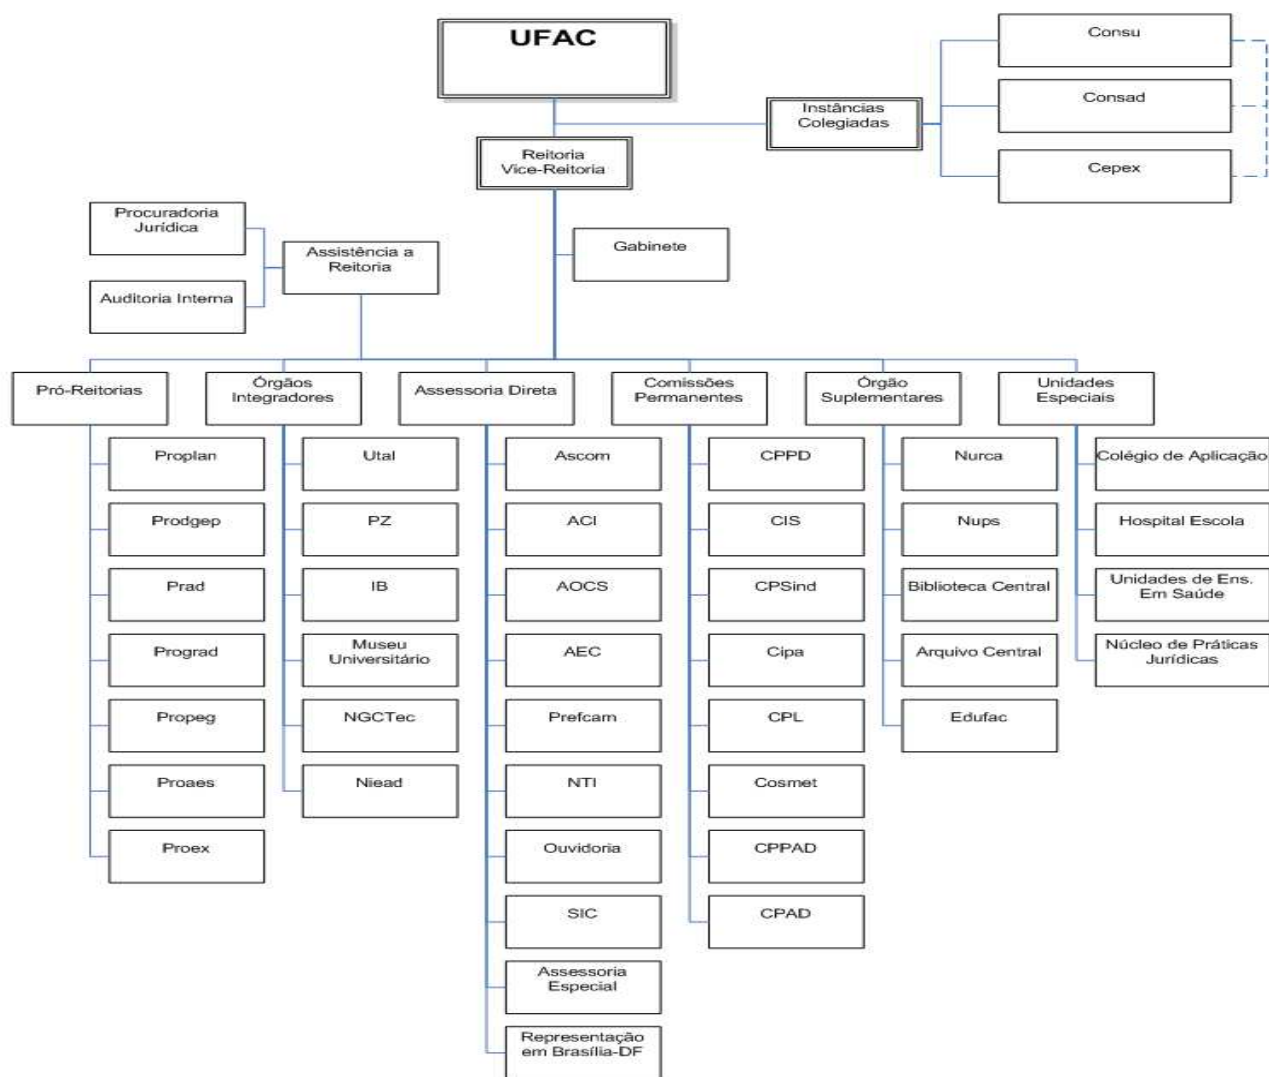 UFAC
Consu
Consad
Cepex
Instâncias
Colegiadas
Reitoria
Vice-Reitoria
Procuradoria
Jurídica
Auditoria Interna
Assistência a
Reitoria
Gabinete
Pró-Reitorias
Proplan
Prodgep
Prad
Prograd
Propeg
Proaes
Proex
Órgãos
Integradores
Utal
PZ
IB
Museu
Universitário
NGCTec
Niead
Assessoria Direta
Ascom
ACI
AOCS
AEC
Prefcam
NTI
Ouvidoria
SIC
Assessoria
Especial
Representação
em Brasília-DF
Comissões
Permanentes
CPPD
CIS
CPSind
Cipa
CPL
Cosmet
CPPAD
CPAD
Órgão
Suplementares
Nurca
Nups
Biblioteca Central
Arquivo Central
Edufac
Unidades
Especiais
Colégio de Aplicação
Hospital Escola
Unidades de Ens.
Em Saúde
Núcleo de Práticas
Jurídicas